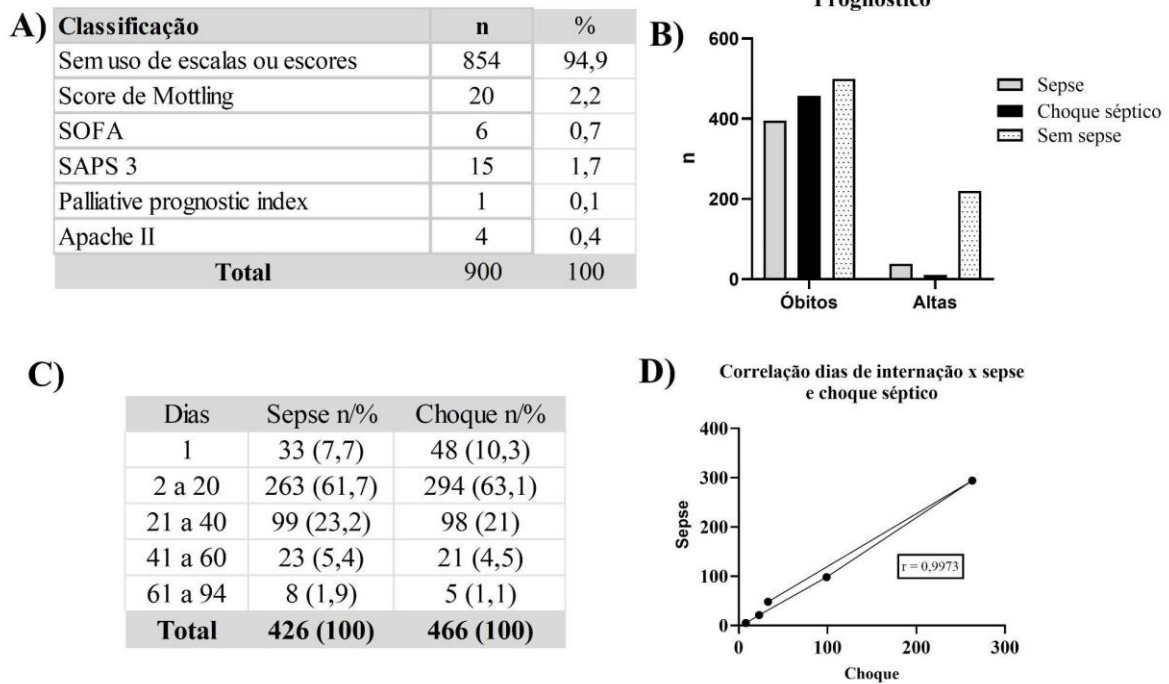 A)
Classificação n %
Sem uso de escalas ou escores 854 94,9
Score de Mottling 20 2,2
SOFA 6 0,7
SAPS 3 15 1,7
Palliative prognostic index 1 0,1
Apache II 4 0,4
Total 900 100
B)
Prognóstico
n
600
400
200
0
Óbitos Altas
Sepse
Choque séptico
Sem sepse
C)
Dias Sepse n/% Choque n/%
1 33 (7,7) 48 (10,3)
2 a 20 263 (61,7) 294 (63,1)
21 a 40 99 (23,2) 98 (21)
41 a 60 23 (5,4) 21 (4,5)
61 a 94 8 (1,9) 5 (1,1)
Total 426 (100) 466 (100)
D)
Correlação dias de internação x sepse
e choque séptico
Sepse
400
300
200
100
0
r = 0,9973
0 100 200 300
Choque